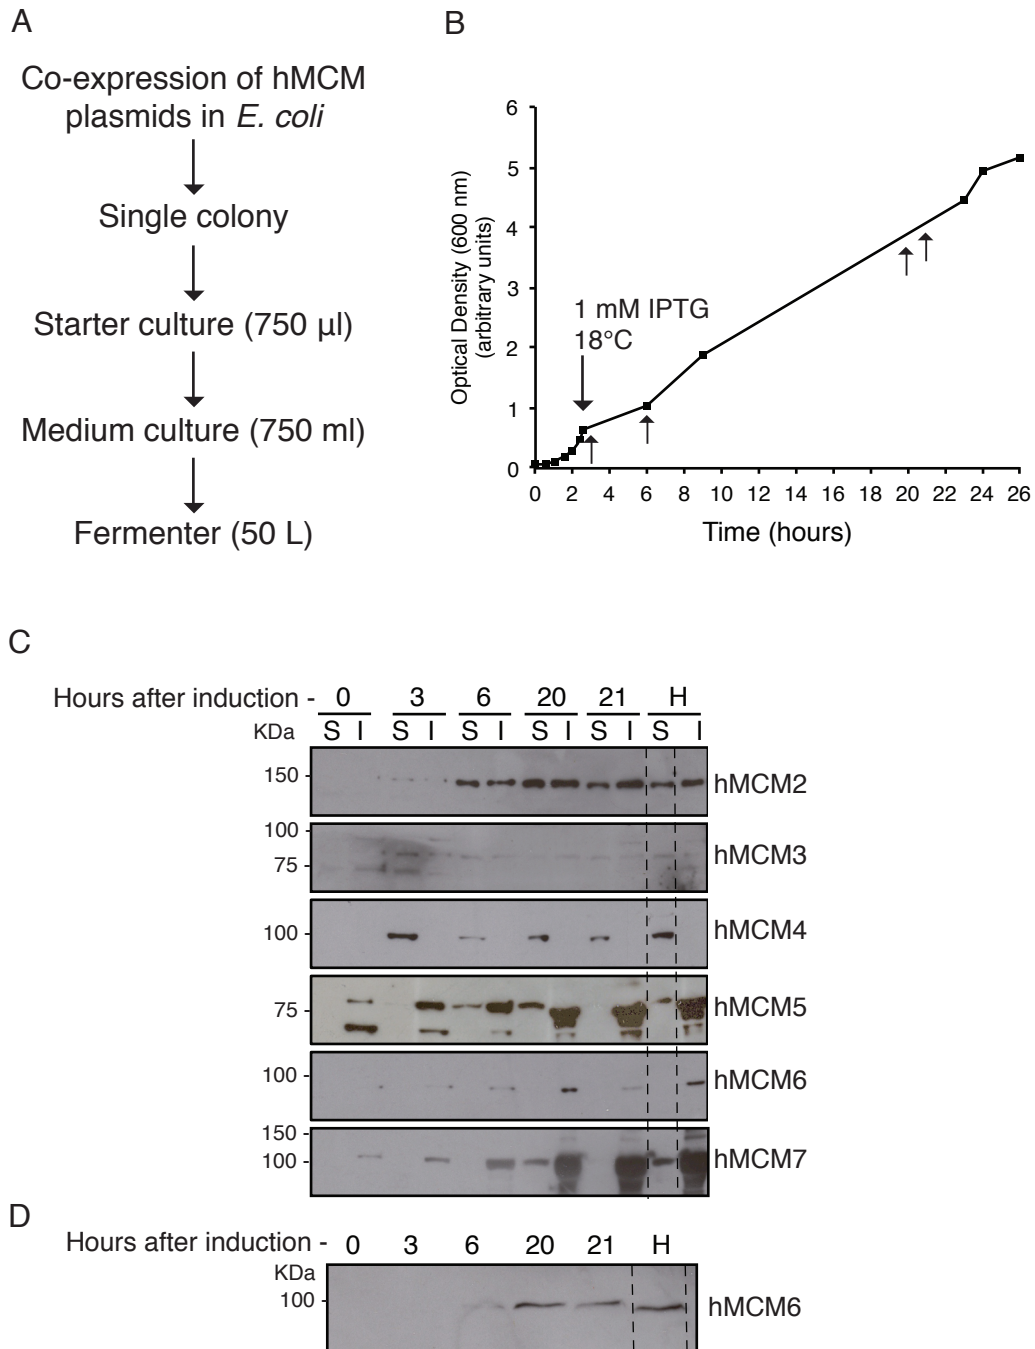 A
Co-expression of hMCM
plasmids in E. coli
Single colony
Starter culture (750 µl)
Medium culture (750 ml)
Fermenter (50 L)
B
Optical Density (600 nm)
(arbitrary units)
6
5
4
3
2
1
0
1 mM IPTG
18°C
0 2 4 6 8 10 12 14 16 18 20 22 24 26
Time (hours)
C
Hours after induction - 0 3 6 20 21 H
KDa S I S I S I S I S I S I
150 - hMCM2
100 -
75 - hMCM3
100 - hMCM4
75 - hMCM5
100 - hMCM6
150 -
100 - hMCM7
D
Hours after induction - 0 3 6 20 21 H
KDa
100 - hMCM6